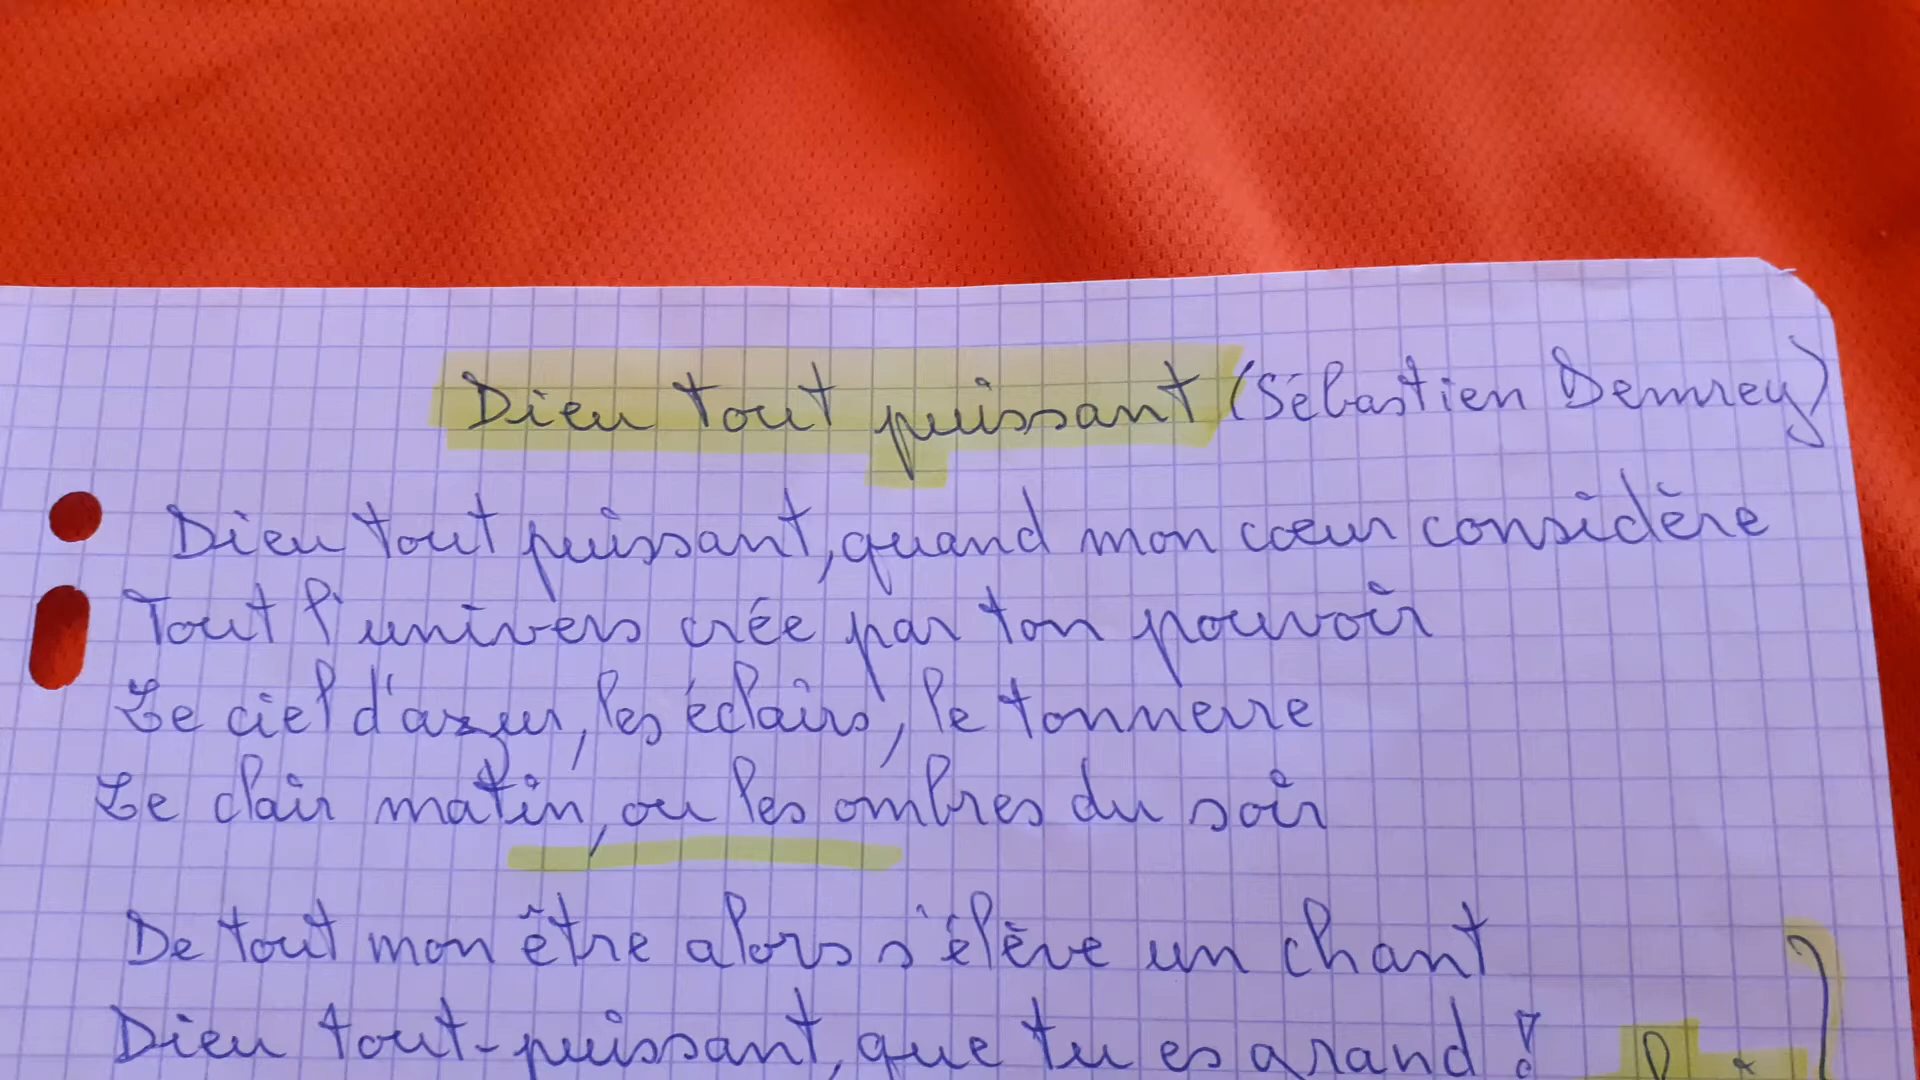 Dieu tout puissant (Sébastien Demrey)
Dieu tout puissant, quand mon cœur considère
Tout l'univers crée par ton pouvoir
Le ciel d'azur, les éclairs, le tonnerre
Le clair matin, ou les ombres du soir
De tout mon être alors s'élève un chant
Dieu tout-puissant, que tu es grand !